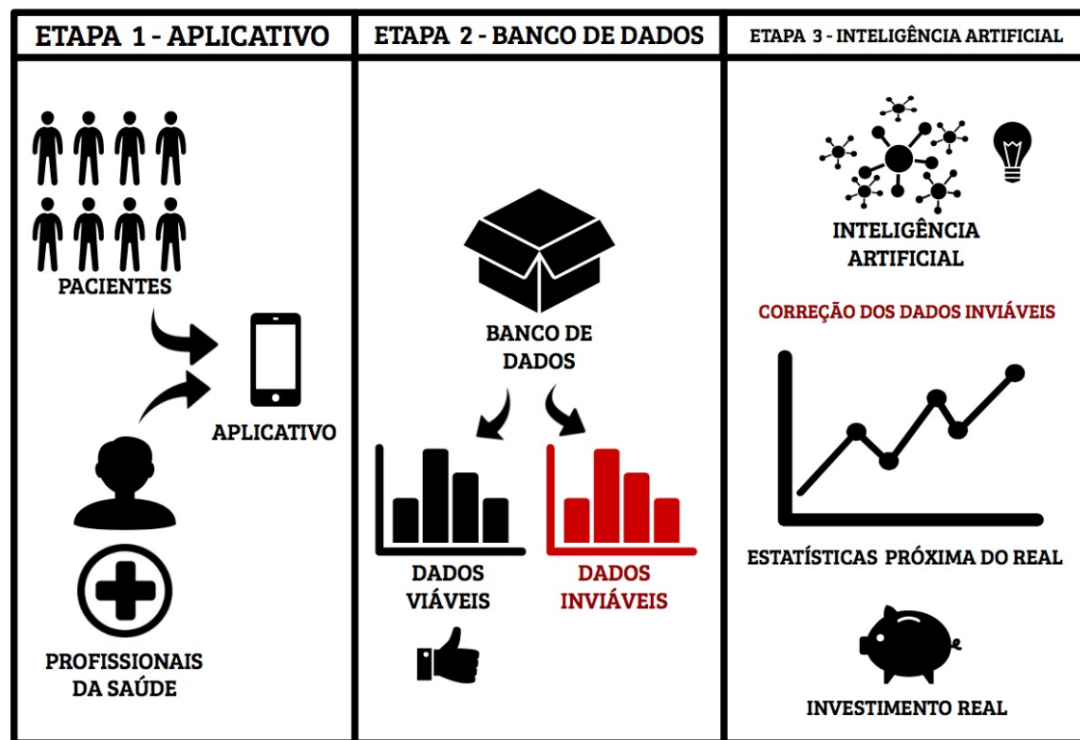 ETAPA 1 - APLICATIVO
PACIENTES
APLICATIVO
PROFISSIONAIS
DA SAÚDE
ETAPA 2 - BANCO DE DADOS
BANCO DE
DADOS
DADOS
VIÁVEIS
DADOS
INVIÁVEIS
ETAPA 3 - INTELIGÊNCIA ARTIFICIAL
INTELIGÊNCIA
ARTIFICIAL
CORREÇÃO DOS DADOS INVIÁVEIS
ESTATÍSTICAS PRÓXIMA DO REAL
INVESTIMENTO REAL